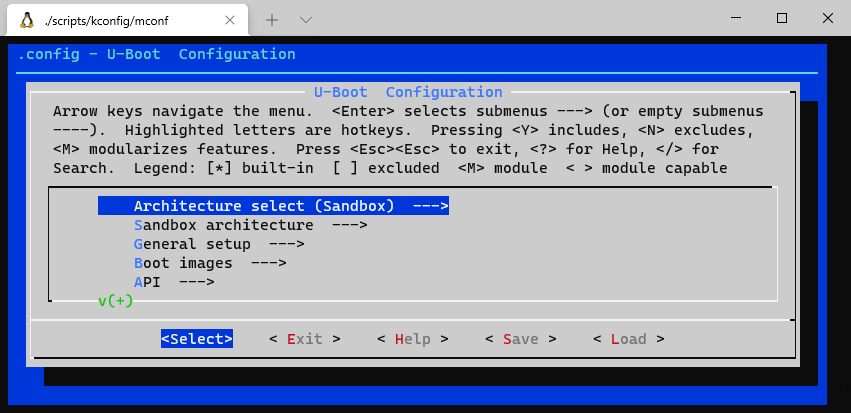 ./scripts/kconfig/mconf
.config - U-Boot  Configuration
U-Boot  Configuration
Arrow keys navigate the menu.  <Enter> selects submenus ---> (or empty submenus
----).  Highlighted letters are hotkeys.  Pressing <Y> includes, <N> excludes,
<M> modularizes features.  Press <Esc><Esc> to exit, <?> for Help, </> for
Search.  Legend: [*] built-in  [ ] excluded  <M> module  < > module capable
Architecture select (Sandbox)  --->
Sandbox architecture  --->
General setup  --->
Boot images  --->
API  --->
v(+)
<Select>    < Exit >    < Help >    < Save >    < Load >